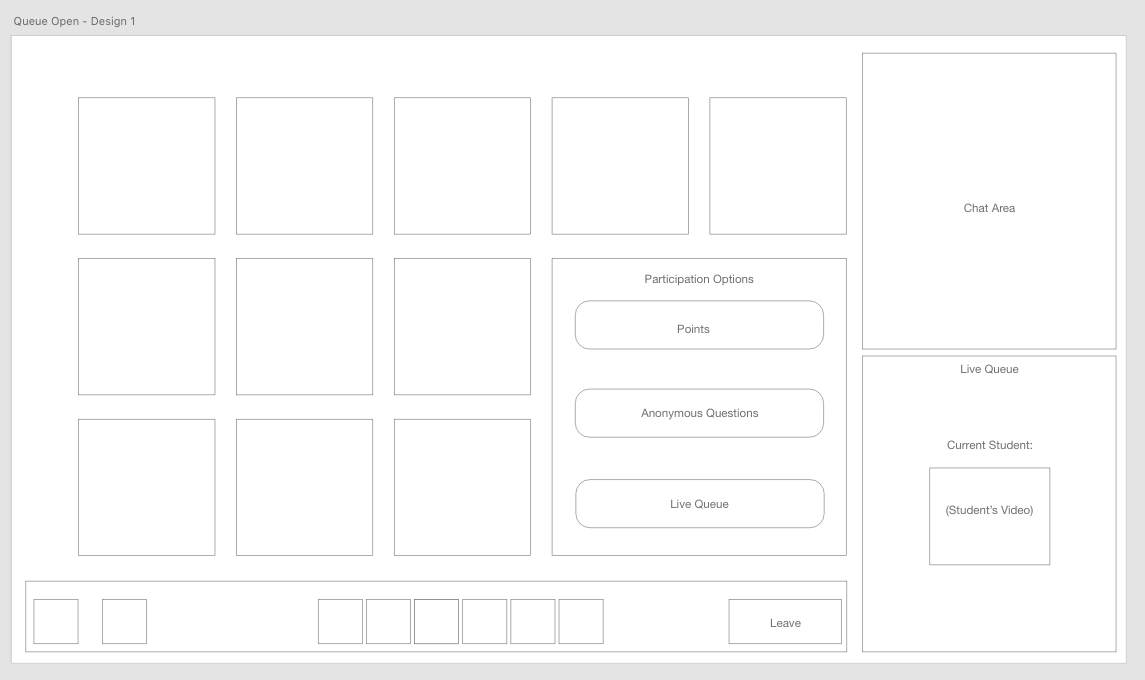 Queue Open - Design 1
Chat Area
Participation Options
Points
Anonymous Questions
Live Queue
Live Queue
Current Student:
(Student's Video)
Leave